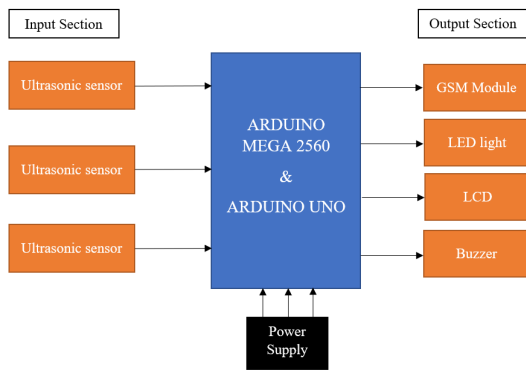 Input Section
Output Section
Ultrasonic sensor
Ultrasonic sensor
Ultrasonic sensor
ARDUINO
MEGA 2560
&
ARDUINO UNO
GSM Module
LED light
LCD
Buzzer
Power
Supply